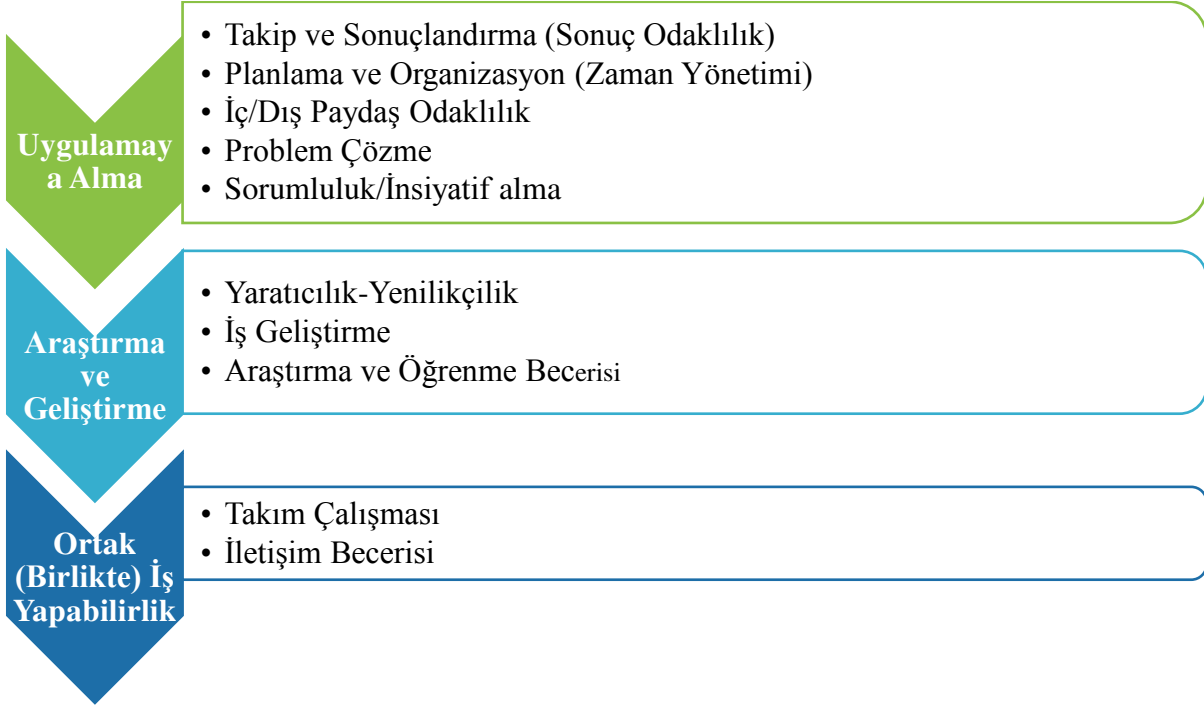 Uygulamay
a Alma
• Takip ve Sonuçlandırma (Sonuç Odaklılık)
• Planlama ve Organizasyon (Zaman Yönetimi)
• İç/Dış Paydaş Odaklılık
• Problem Çözme
• Sorumluluk/İnsiyatif alma
Araştırma
ve
Geliştirme
• Yaratıcılık-Yenilikçilik
• İş Geliştirme
• Araştırma ve Öğrenme Becerisi
Ortak
(Birlikte) İş
Yapabilirlik
• Takım Çalışması
• İletişim Becerisi